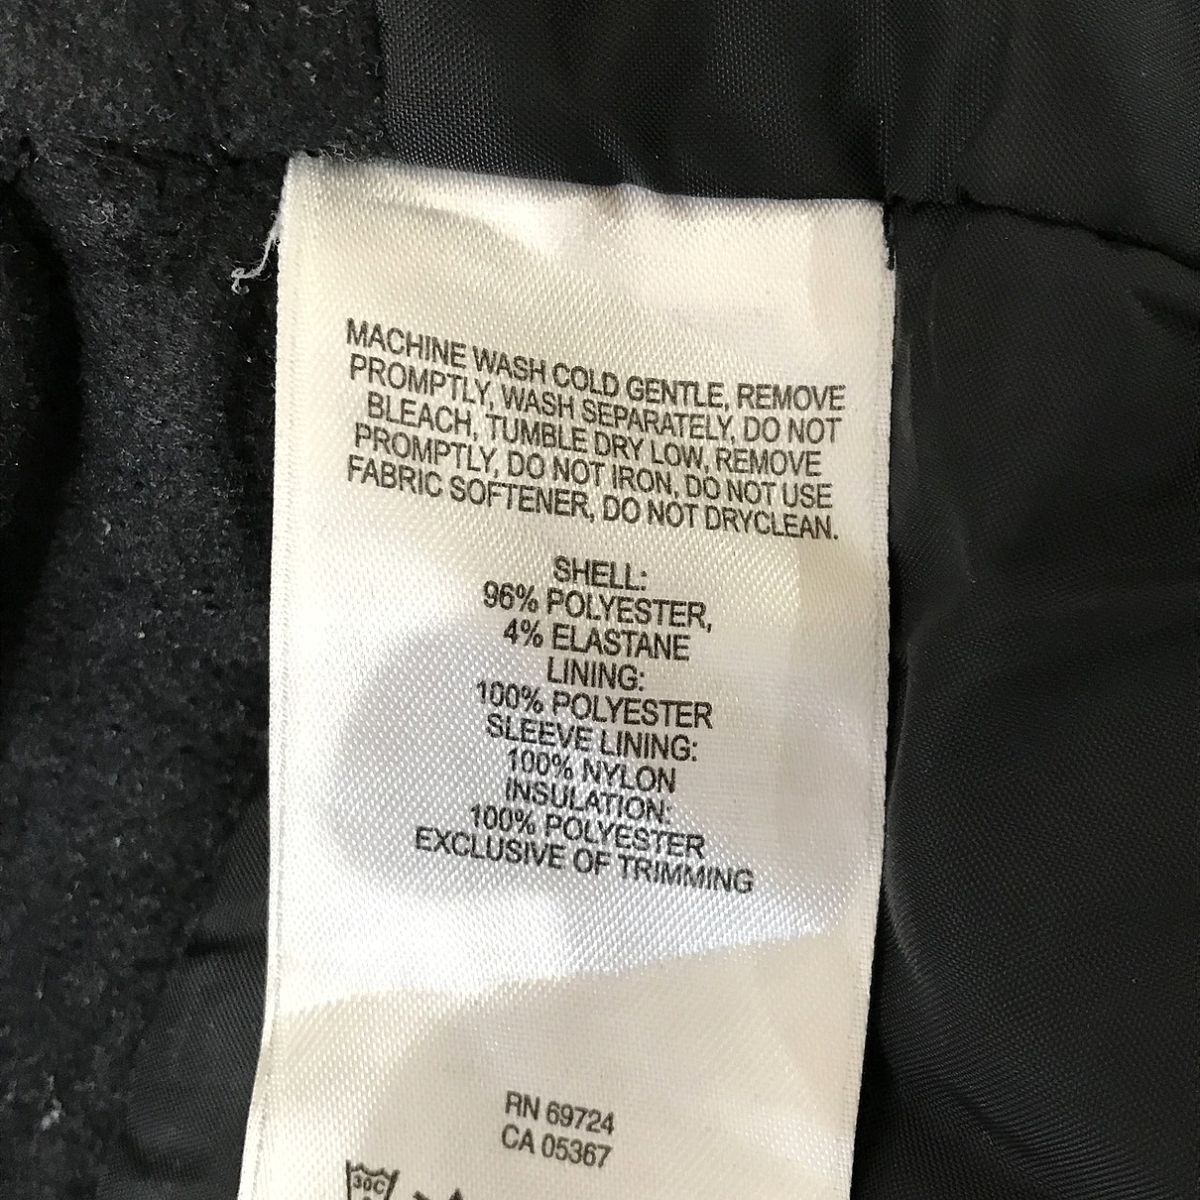 MACHINE WASH COLD GENTLE, REMOVE
PROMPTLY, WASH SEPARATELY, DO NOT
BLEACH, TUMBLE DRY LOW, REMOVE
PROMPTLY, DO NOT IRON, DO NOT USE
FABRIC SOFTENER, DO NOT DRYCLEAN.
SHELL:
96% POLYESTER,
4% ELASTANE
LINING:
100% POLYESTER
SLEEVE LINING:
100% NYLON
INSULATION:
100% POLYESTER
EXCLUSIVE OF TRIMMING
RN 69724
CA 05367
30C